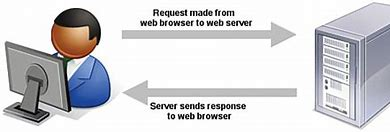 Request made from
web browser to web server
Server sends response
to web browser